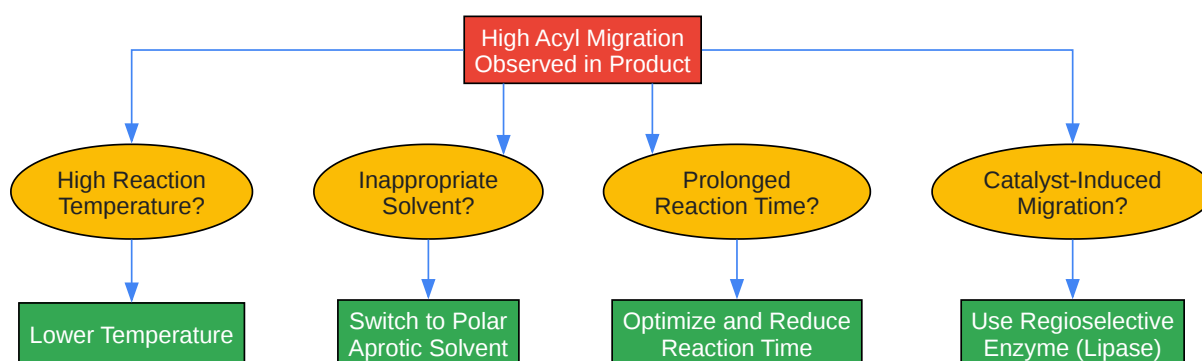 High Acyl Migration
Observed in Product
High Reaction
Temperature?
Inappropriate
Solvent?
Prolonged
Reaction Time?
Catalyst-Induced
Migration?
Lower Temperature
Switch to Polar
Aprotic Solvent
Optimize and Reduce
Reaction Time
Use Regioselective
Enzyme (Lipase)